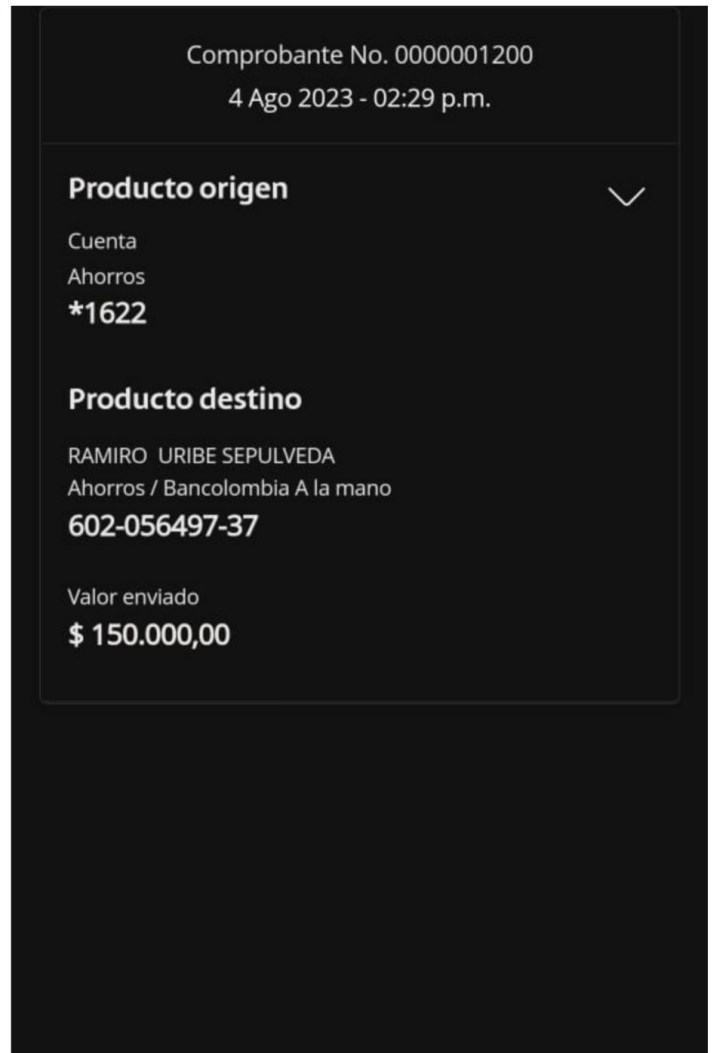 Comprobante No. 0000001200
4 Ago 2023 - 02:29 p.m.
Producto origen
Cuenta
Ahorros
*1622
Producto destino
RAMIRO URIBE SEPULVEDA
Ahorros / Bancolombia A la mano
602-056497-37
Valor enviado
$ 150.000,00